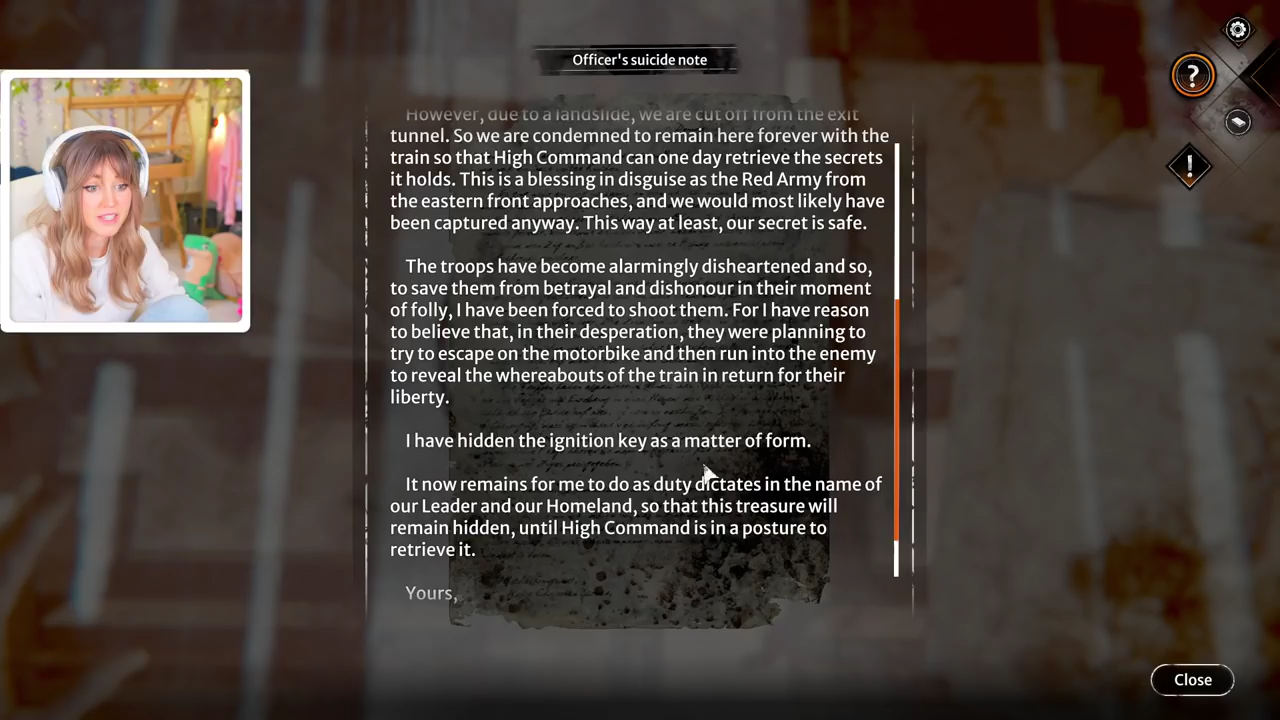 Officer's suicide note
However, due to a landslide, we are cut off from the exit
tunnel. So we are condemned to remain here forever with the
train so that High Command can one day retrieve the secrets
it holds. This is a blessing in disguise as the Red Army from
the eastern front approaches, and we would most likely have
been captured anyway. This way at least, our secret is safe.
The troops have become alarmingly disheartened and so,
to save them from betrayal and dishonour in their moment
of folly, I have been forced to shoot them. For I have reason
to believe that, in their desperation, they were planning to
try to escape on the motorbike and then run into the enemy
to reveal the whereabouts of the train in return for their
liberty.
I have hidden the ignition key as a matter of form.
It now remains for me to do as duty dictates in the name of
our Leader and our Homeland, so that this treasure will
remain hidden, until High Command is in a posture to
retrieve it.
Yours,
?
!
Close